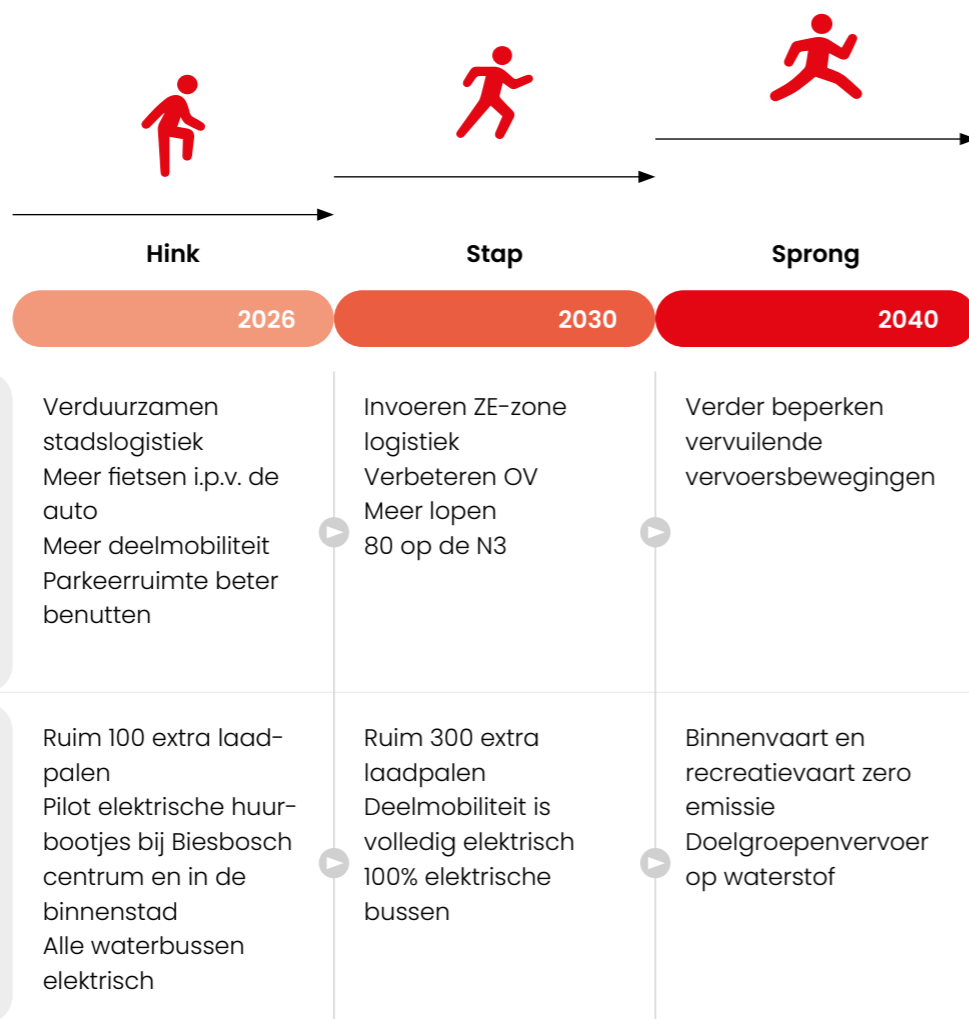 Hink
Stap
Sprong
2026
2030
2040
Verduurzamen
stadslogistiek
Meer fietsen i.p.v. de
auto
Meer deelmobiliteit
Parkeerruimte beter
benutten
Invoeren ZE-zone
logistiek
Verbeteren OV
Meer lopen
80 op de N3
Verder beperken
vervuilende
vervoersbewegingen
Ruim 100 extra laad-
palen
Pilot elektrische huur-
bootjes bij Biesbosch
centrum en in de
binnenstad
Alle waterbussen
elektrisch
Ruim 300 extra
laadpalen
Deelmobiliteit is
volledig elektrisch
100% elektrische
bussen
Binnenvaart en
recreatievaart zero
emissie
Doelgroepenvervoer
op waterstof